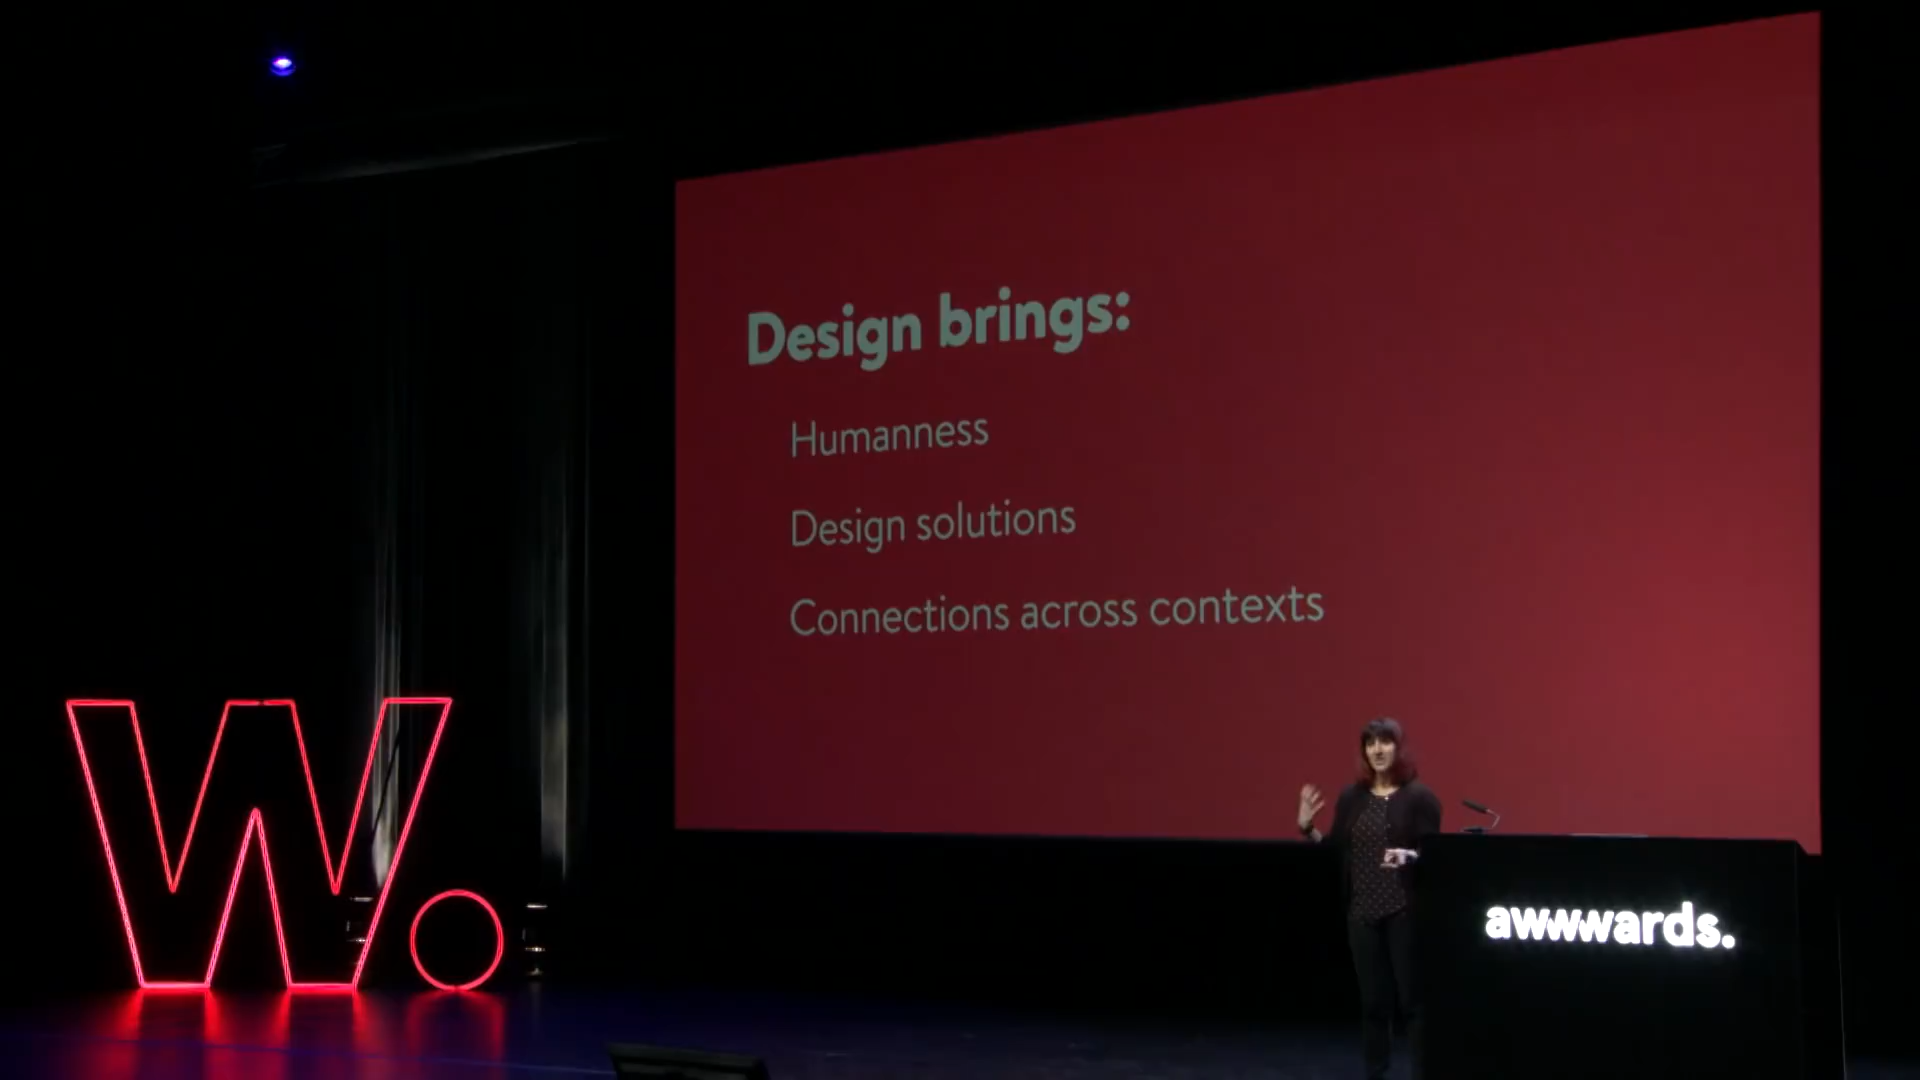 Design brings:
Humanness
Design solutions
Connections across contexts
W.
awwwards.